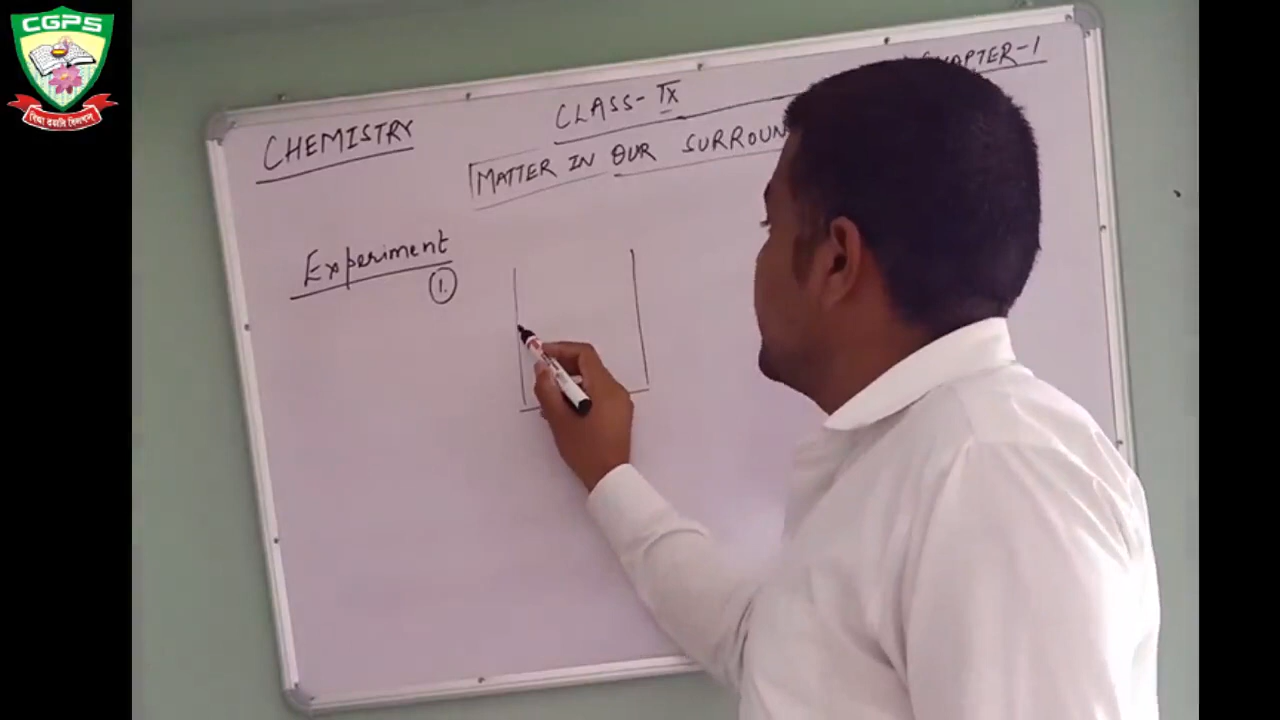 CGPS
CHEMISTRY
CLASS- IX
CHAPTER-1
MATTER IN OUR SURROUN
Experiment
1.